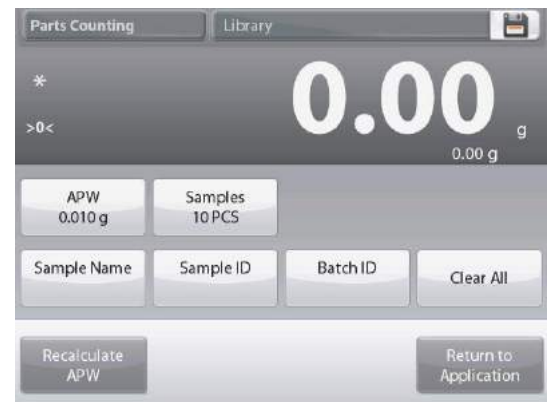 Parts Counting
Library
*
>0<
0.00 g
0.00 g
APW
0.010 g
Samples
10 PCS
Sample Name
Sample ID
Batch ID
Clear All
Recalculate
APW
Return to
Application